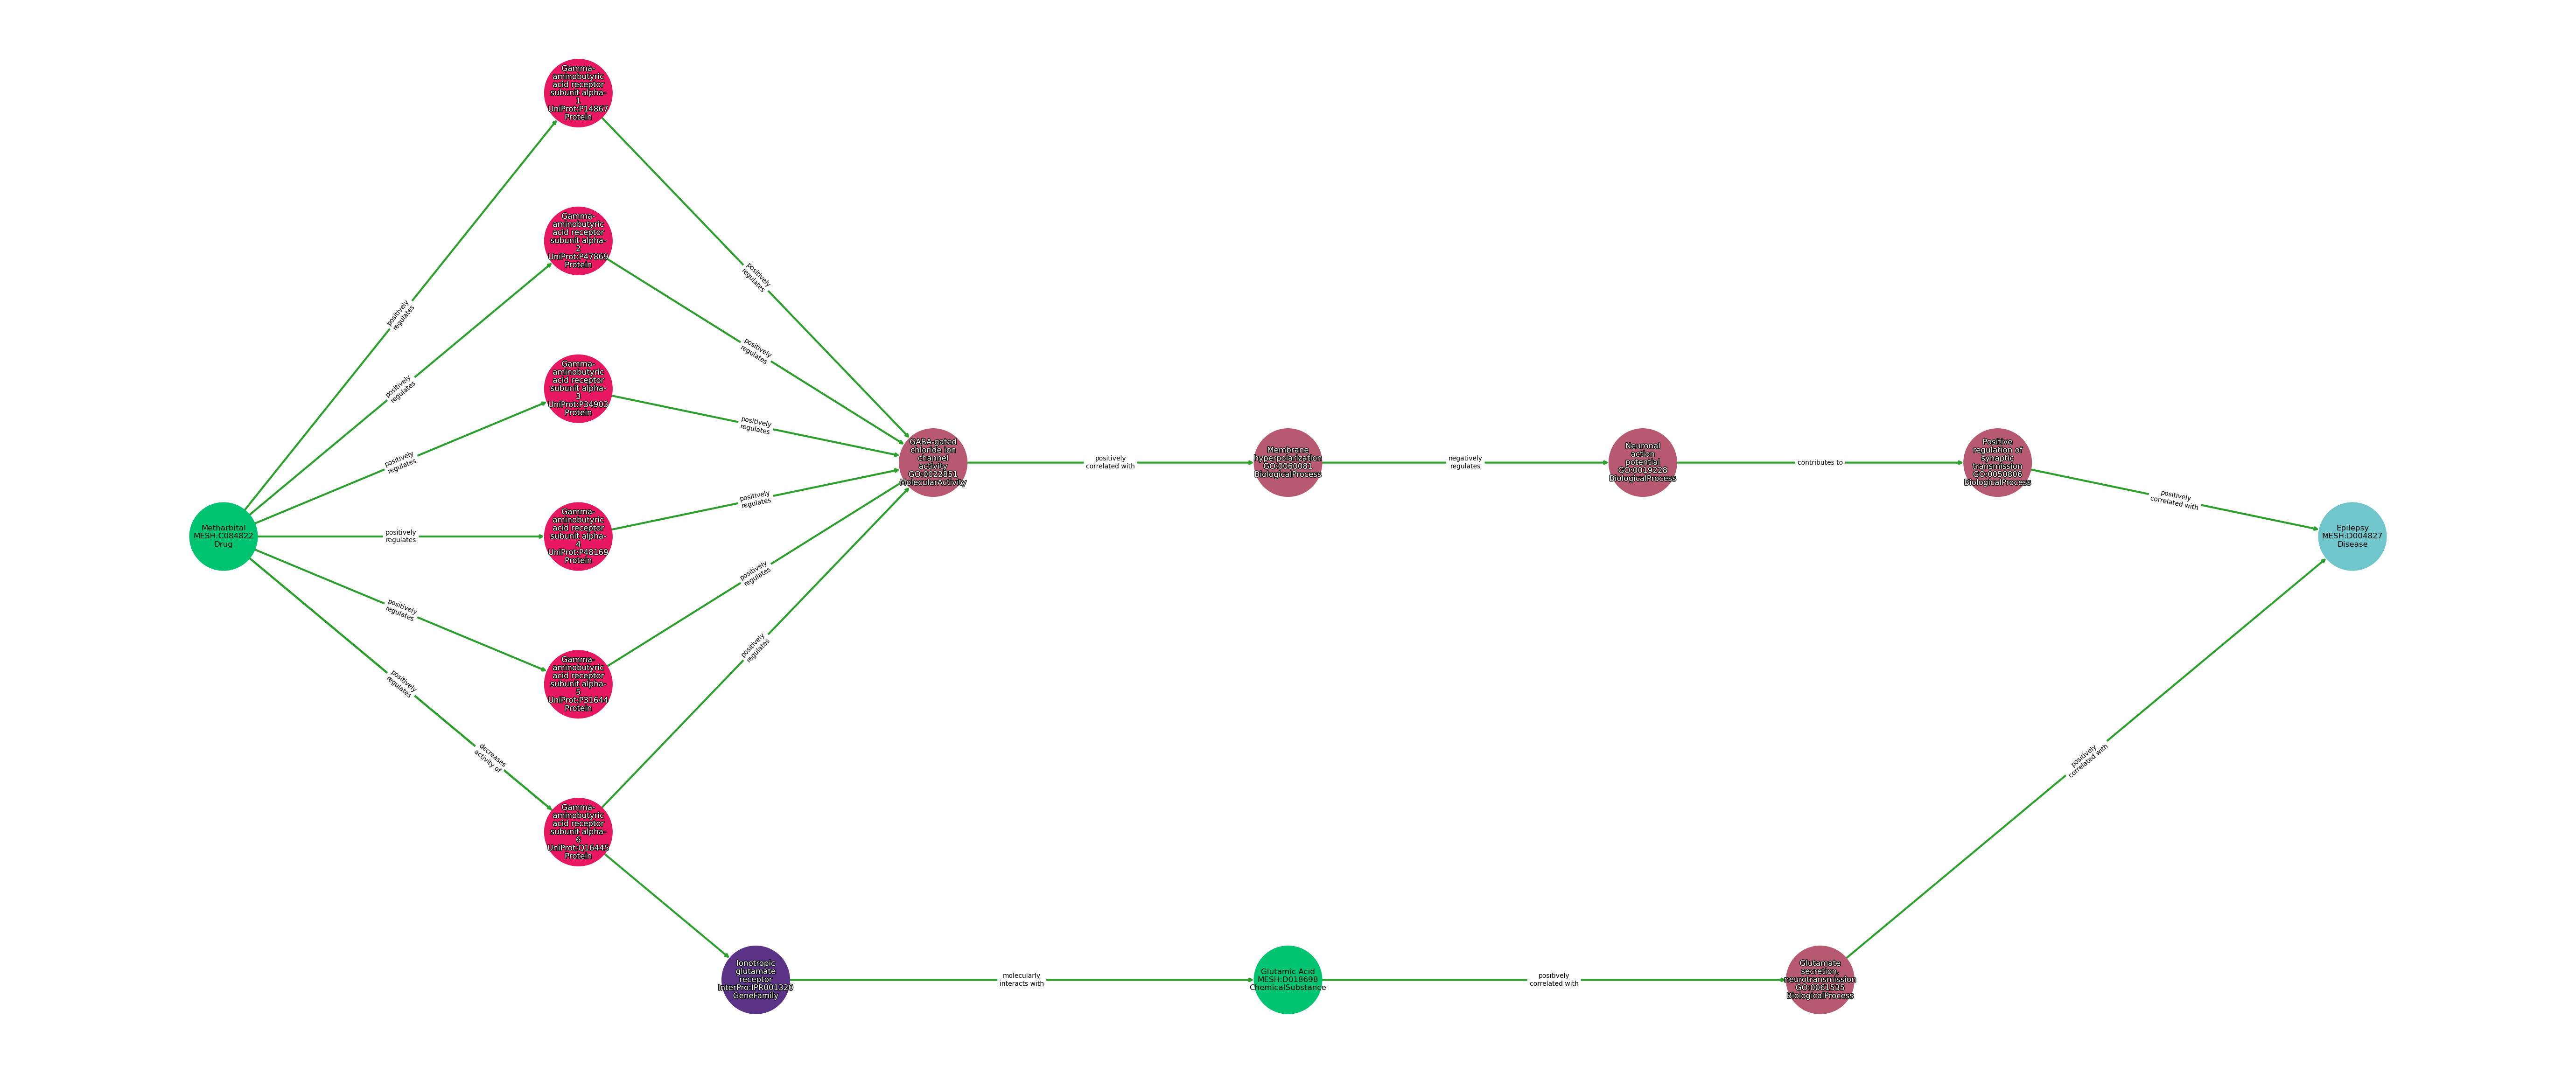 Gamma-
aminobutyric
acid receptor
subunit alpha-
1
UniProt:P14867
Protein
Gamma-
aminobutyric
acid receptor
subunit alpha-
2
UniProt:P47869
Protein
Gamma-
aminobutyric
acid receptor
subunit alpha-
3
UniProt:P34903
Protein
Gamma-
aminobutyric
acid receptor
subunit alpha-
4
UniProt:P48169
Protein
Gamma-
aminobutyric
acid receptor
subunit alpha-
5
UniProt:P31644
Protein
Gamma-
aminobutyric
acid receptor
subunit alpha-
6
UniProt:Q16445
Protein
Metharbital
MESH:C084822
Drug
positively
regulates
positively
regulates
positively
regulates
positively
regulates
positively
regulates
positively
regulates
decreases
activity of
positively
regulates
positively
regulates
positively
regulates
positively
regulates
positively
regulates
positively
regulates
GABA-gated
chloride ion
channel
activity
GO:0022851
MolecularActivity
positively
correlated with
Membrane
hyperpolarization
GO:0060081
BiologicalProcess
negatively
regulates
Neuronal
action
potential
GO:0019228
BiologicalProcess
contributes to
Positive
regulation of
synaptic
transmission
GO:0050806
BiologicalProcess
positively
correlated with
Epilepsy
MESH:D004827
Disease
Ionotropic
glutamate
receptor
InterPro:IPR001320
GeneFamily
molecularly
interacts with
Glutamic Acid
MESH:D018698
ChemicalSubstance
positively
correlated with
Glutamate
secretion,
neurotransmission
GO:0061535
BiologicalProcess
positively
correlated with